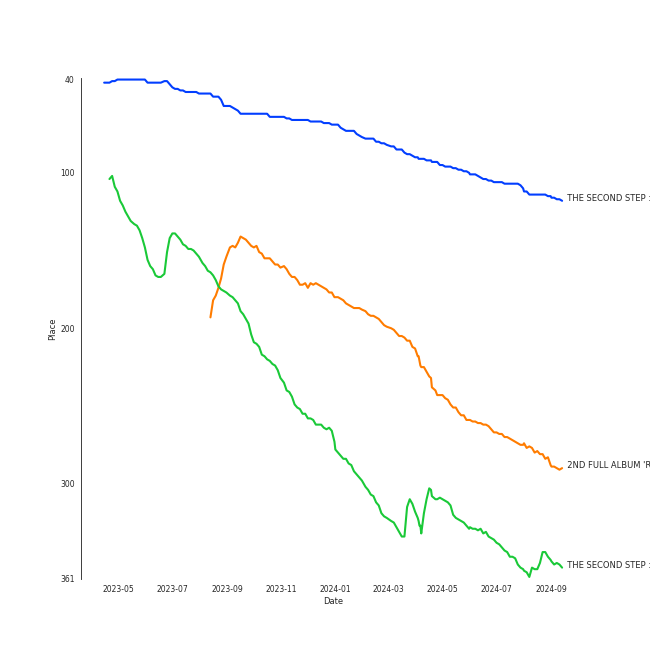 40
100
200
300
361
Place
2023-05
2023-07
2023-09
2023-11
2024-01
2024-03
2024-05
2024-07
2024-09
Date
THE SECOND STEP :
2ND FULL ALBUM 'R
THE SECOND STEP :